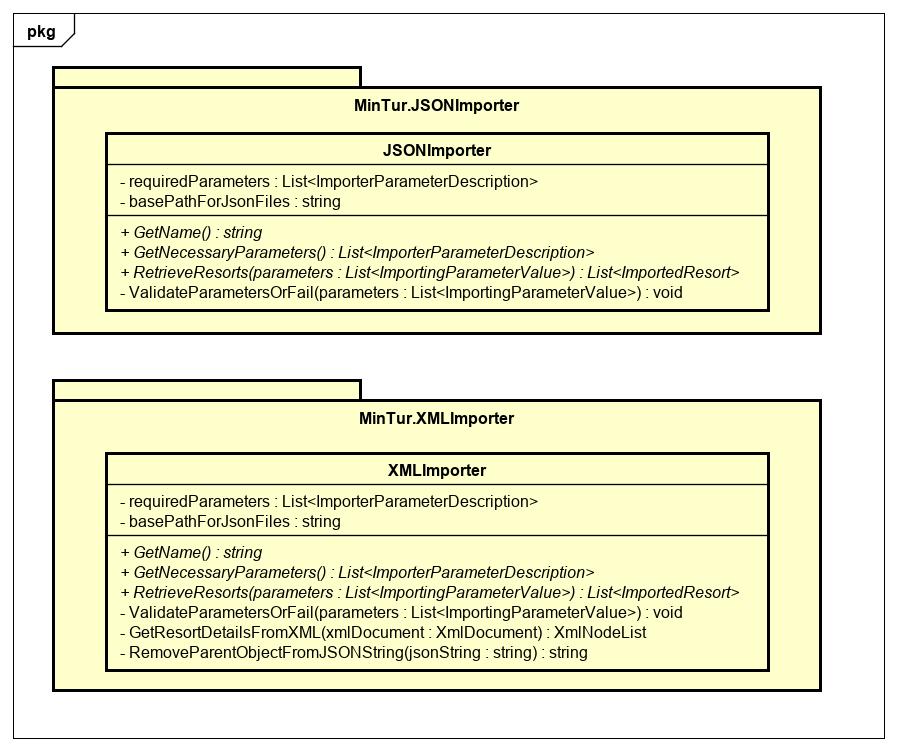 pkg
MinTur.JSONImporter
JSONImporter
- requiredParameters : List<ImporterParameterDescription>
- basePathForJsonFiles : string
+ GetName() : string
+ GetNecessaryParameters() : List<ImporterParameterDescription>
+ RetrieveResorts(parameters : List<ImportingParameterValue>) : List<ImportedResort>
- ValidateParametersOrFail(parameters : List<ImportingParameterValue>) : void
MinTur.XMLImporter
XMLImporter
- requiredParameters : List<ImporterParameterDescription>
- basePathForJsonFiles : string
+ GetName() : string
+ GetNecessaryParameters() : List<ImporterParameterDescription>
+ RetrieveResorts(parameters : List<ImportingParameterValue>) : List<ImportedResort>
- ValidateParametersOrFail(parameters : List<ImportingParameterValue>) : void
- GetResortDetailsFromXML(xmlDocument : XmlDocument) : XmlNodeList
- RemoveParentObjectFromJSONString(jsonString : string) : string